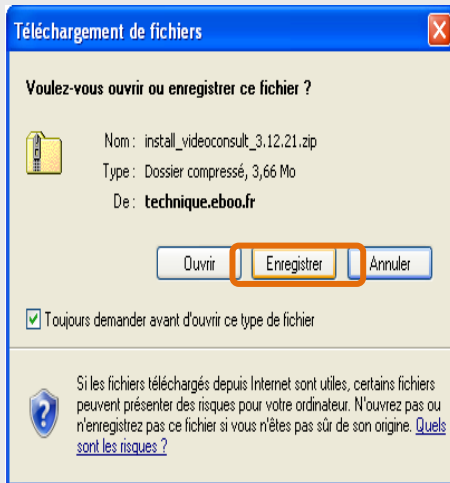 Téléchargement de fichiers
Voulez-vous ouvrir ou enregistrer ce fichier ?
Nom : install_videoconsult_3.12.21.zip
Type : Dossier compressé, 3,66 Mo
De : technique.eboo.fr
Ouvrir Enregistrer Annuler
Toujours demander avant d'ouvrir ce type de fichier
Si les fichiers téléchargés depuis Internet sont utiles, certains fichiers
peuvent présenter des risques pour votre ordinateur. N'ouvrez pas ou
n'enregistrez pas ce fichier si vous n'êtes pas sûr de son origine. Quels
sont les risques ?